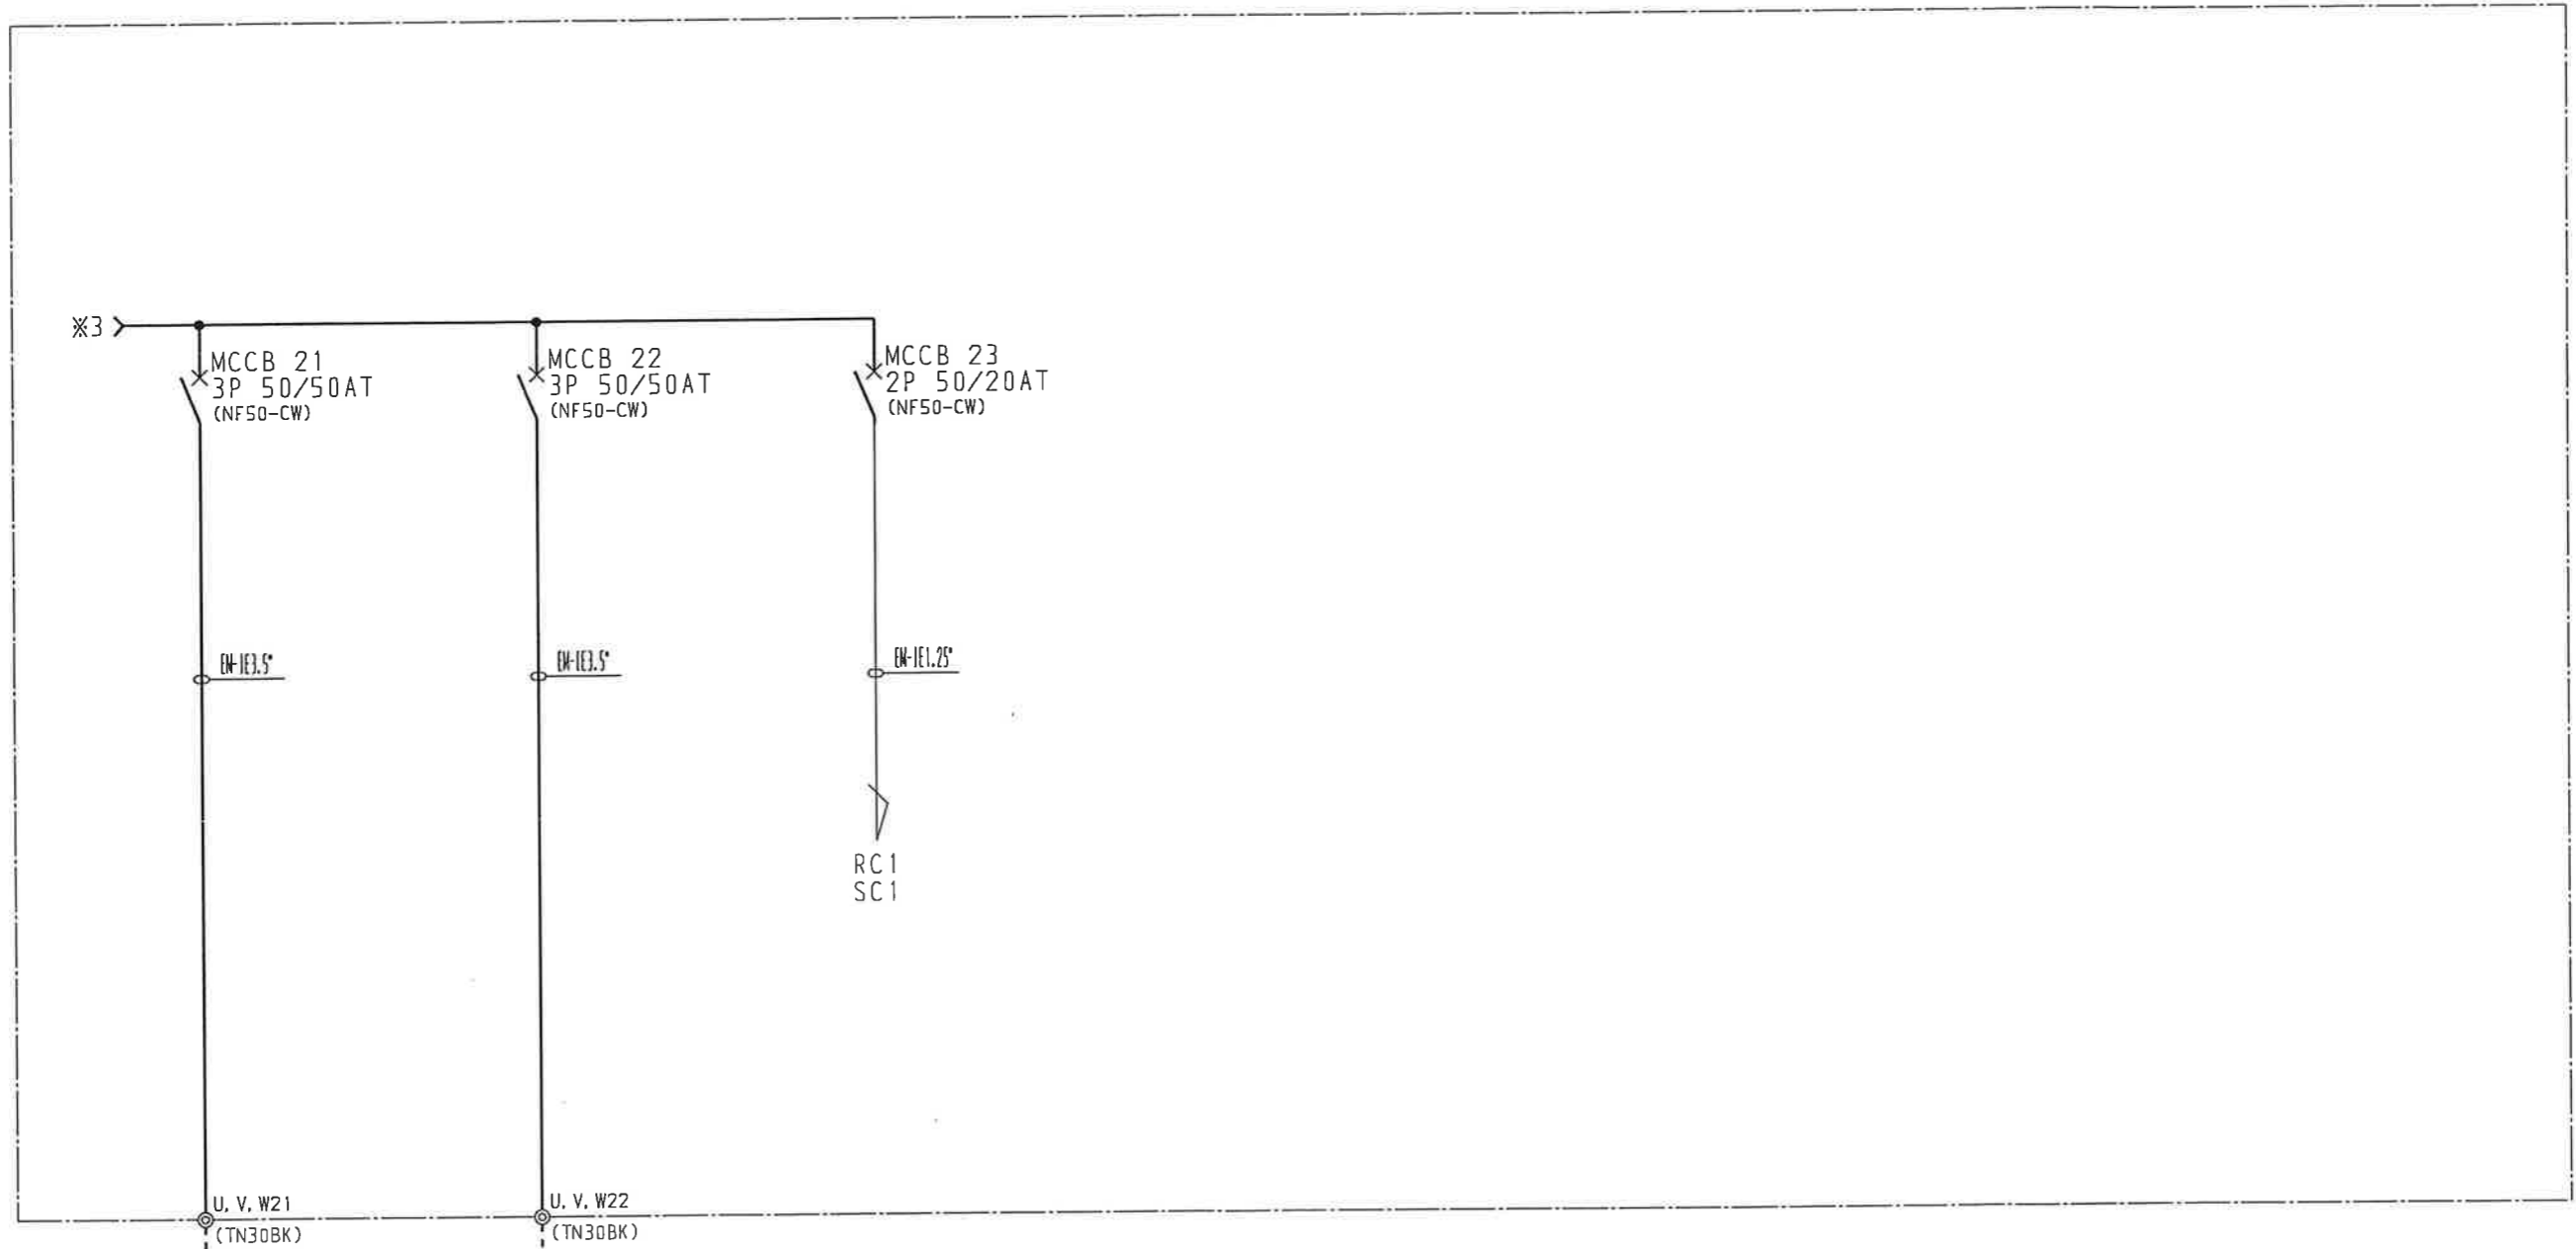 ※3
MCCB 21
3P 50/50AT
(NF50-CW)
MCCB 22
3P 50/50AT
(NF50-CW)
MCCB 23
2P 50/20AT
(NF50-CW)
EM-IE3.5°
EM-IE3.5°
EM-IE1.25°
RC1
SC1
U, V, W21
(TN30BK)
U, V, W22
(TN30BK)